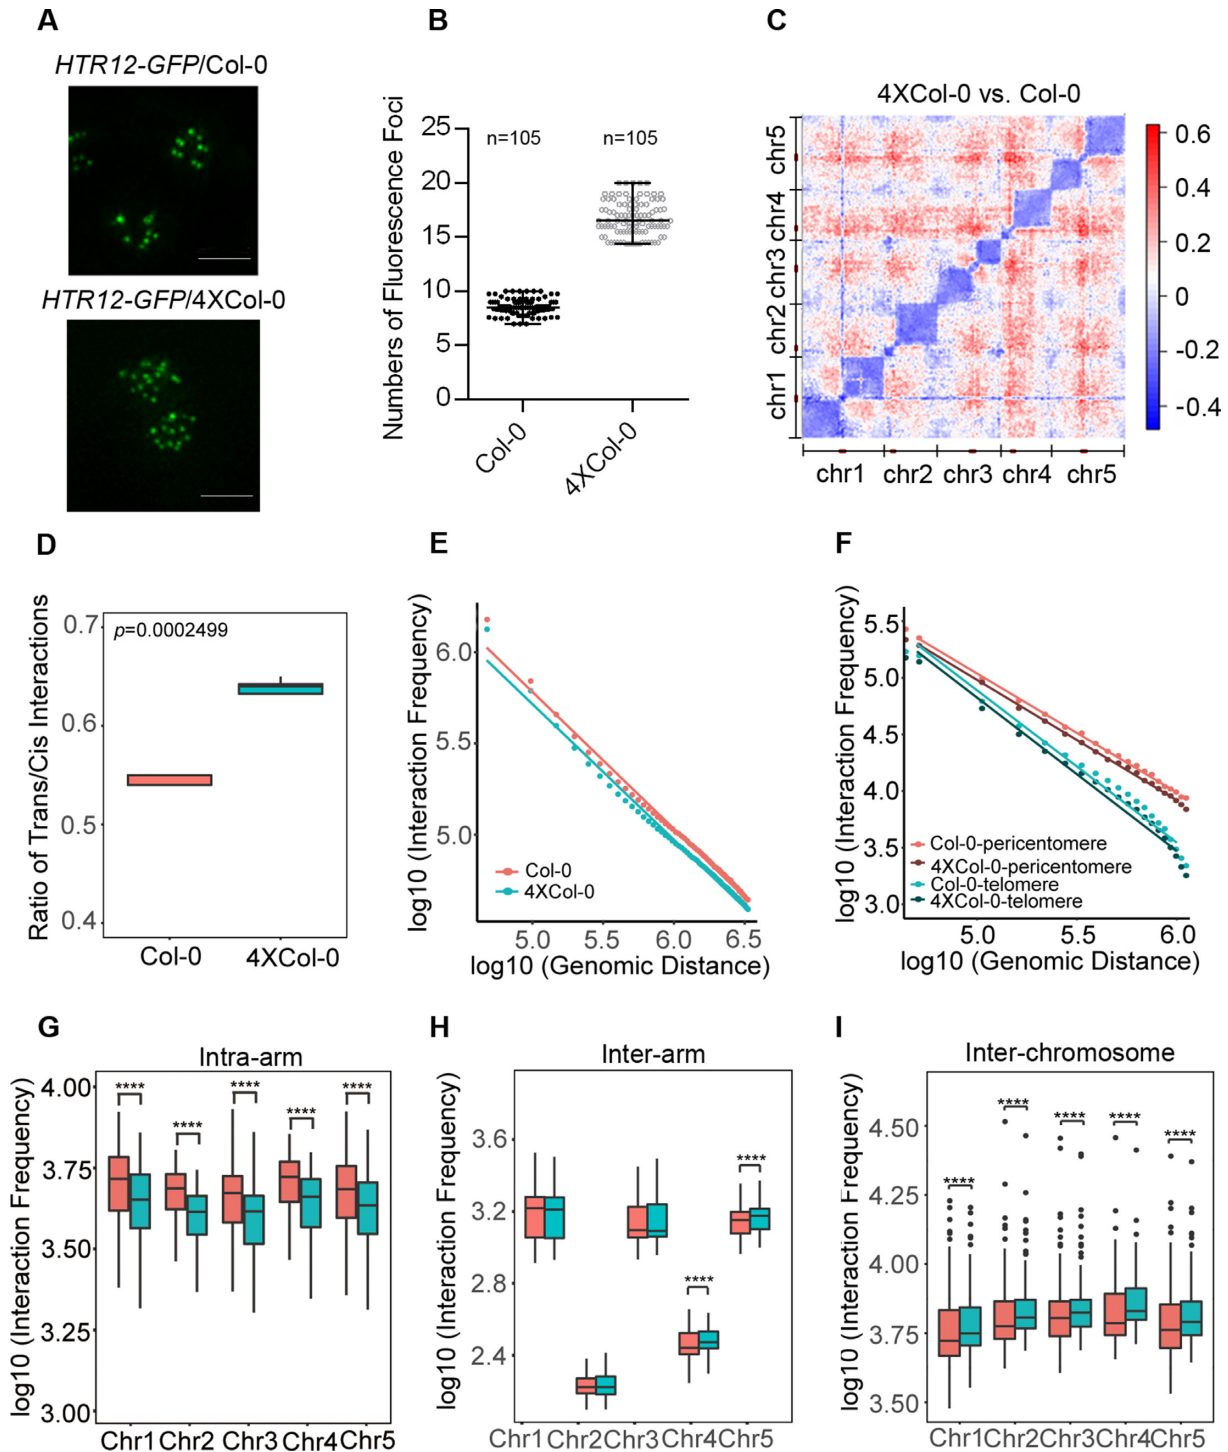 A
HTR12-GFP/Col-0
HTR12-GFP/4XCol-0
B
Numbers of Fluorescence Foci
25
20
15
10
5
0
n=105
n=105
Col-0
4XCol-0
C
4XCol-0 vs. Col-0
chr5
chr4
chr3
chr2
chr1
chr1 chr2 chr3 chr4 chr5
0.6
0.4
0.2
0
-0.2
-0.4
D
Ratio of Trans/Cis Interactions
0.7
0.6
0.5
0.4
p=0.0002499
Col-0 4XCol-0
E
log10 (Interaction Frequency)
6.0
5.5
5.0
Col-0
4XCol-0
5.0 5.5 6.0 6.5
log10 (Genomic Distance)
F
log10 (Interaction Frequency)
5.5
5.0
4.5
4.0
3.5
3.0
Col-0-pericentomere
4XCol-0-pericentomere
Col-0-telomere
4XCol-0-telomere
5.0 5.5 6.0
log10 (Genomic Distance)
G
Intra-arm
log10 (Interaction Frequency)
4.00
3.75
3.50
3.25
3.00
**** **** **** **** ****
Chr1 Chr2 Chr3 Chr4 Chr5
H
Inter-arm
log10 (Interaction Frequency)
3.6
3.2
2.8
2.4
**** ****
Chr1 Chr2 Chr3 Chr4 Chr5
I
Inter-chromosome
log10 (Interaction Frequency)
4.50
4.25
4.00
3.75
3.50
**** **** **** **** ****
Chr1 Chr2 Chr3 Chr4 Chr5